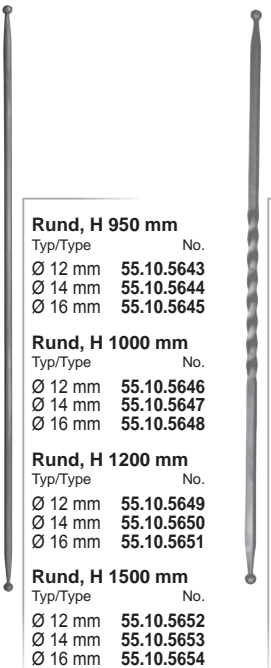 Rund, H 950 mm
Typ/Type No.
Ø 12 mm 55.10.5643
Ø 14 mm 55.10.5644
Ø 16 mm 55.10.5645
Rund, H 1000 mm
Typ/Type No.
Ø 12 mm 55.10.5646
Ø 14 mm 55.10.5647
Ø 16 mm 55.10.5648
Rund, H 1200 mm
Typ/Type No.
Ø 12 mm 55.10.5649
Ø 14 mm 55.10.5650
Ø 16 mm 55.10.5651
Rund, H 1500 mm
Typ/Type No.
Ø 12 mm 55.10.5652
Ø 14 mm 55.10.5653
Ø 16 mm 55.10.5654